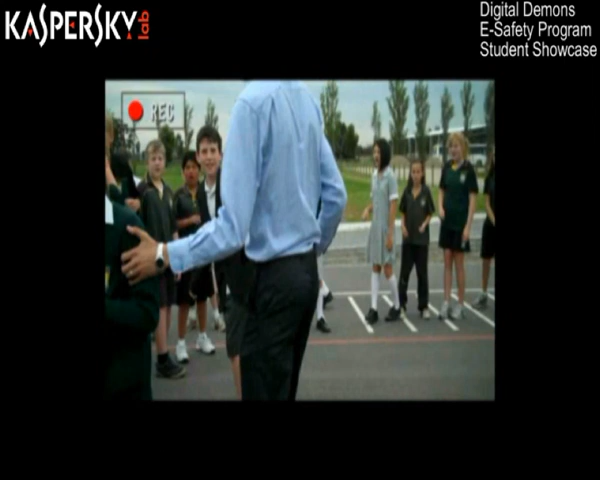 KASPERSKY lab
Digital Demons
E-Safety Program
Student Showcase
REC